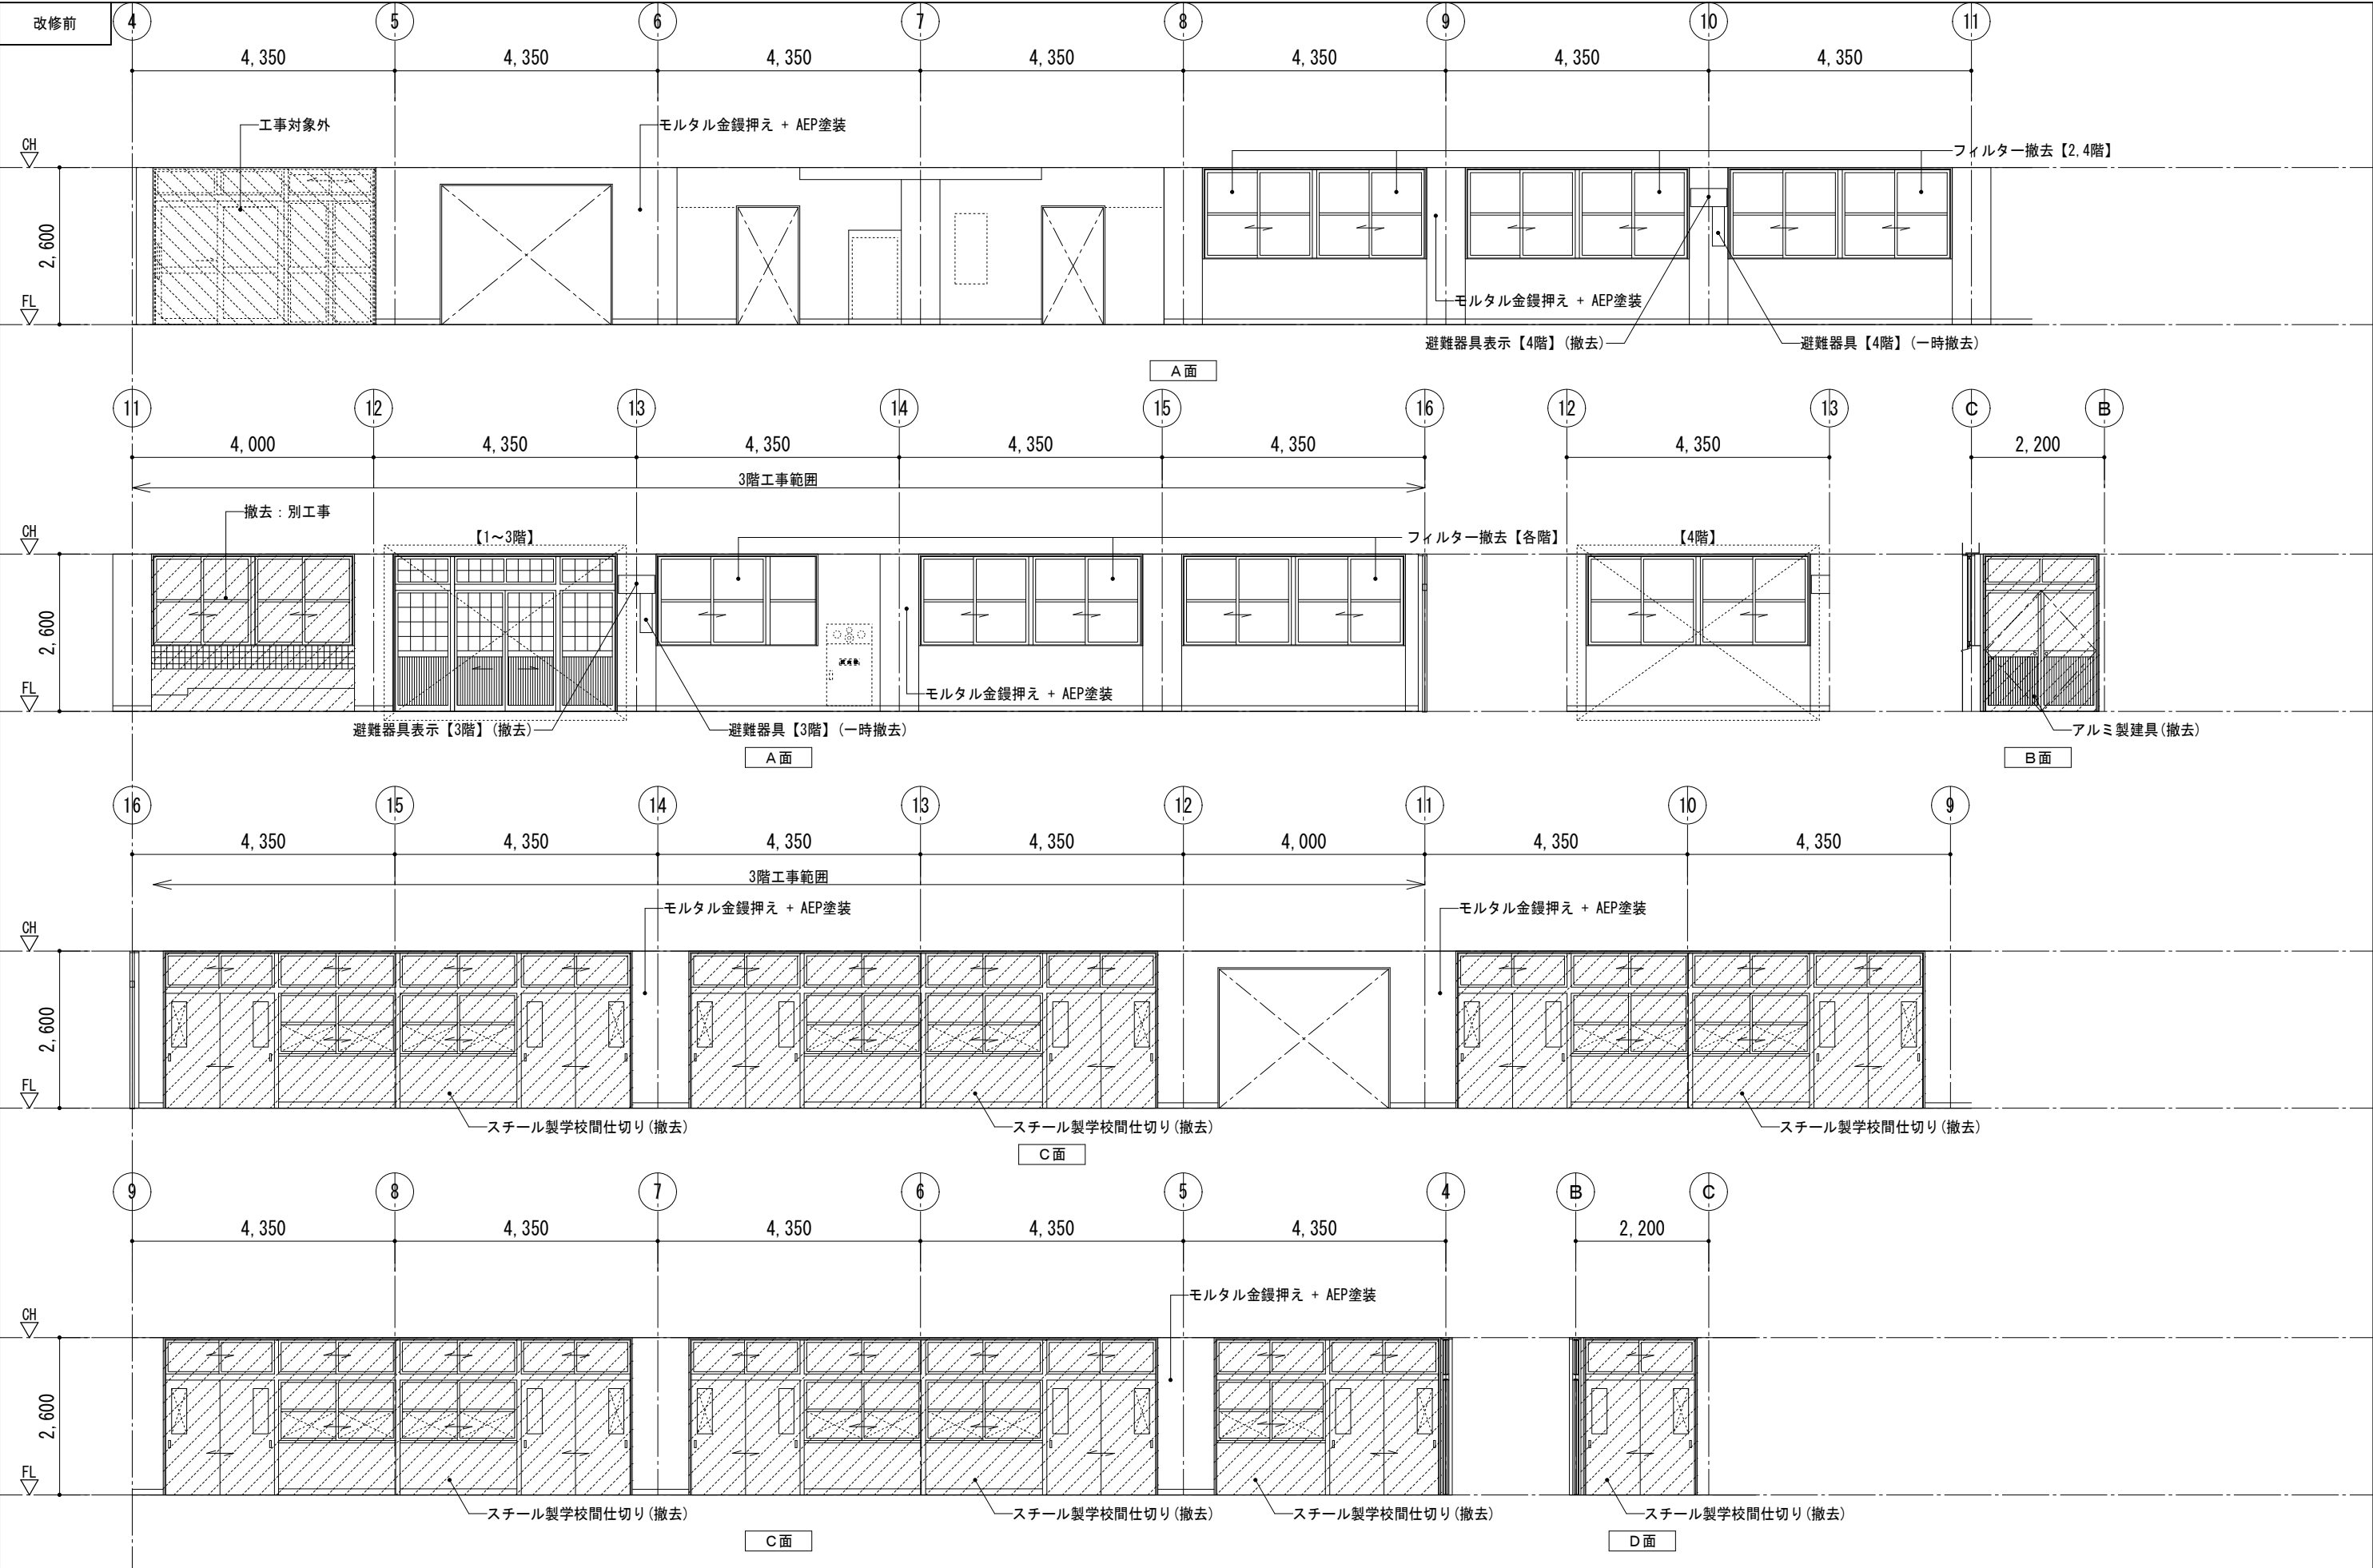 改修前
4 5 6 7 8 9 10 11
4,350 4,350 4,350 4,350 4,350 4,350 4,350
工事対象外
モルタル金鏝押え + AEP塗装
フィルター撤去【2,4階】
CH
2,600
FL
モルタル金鏝押え + AEP塗装
避難器具表示【4階】(撤去)
避難器具【4階】(一時撤去)
A面
11 12 13 14 15 16 12 13 C B
4,000 4,350 4,350 4,350 4,350 4,350 2,200
3階工事範囲
撤去：別工事
【1～3階】
フィルター撤去【各階】
【4階】
CH
2,600
FL
モルタル金鏝押え + AEP塗装
避難器具表示【3階】(撤去)
避難器具【3階】(一時撤去)
アルミ製建具(撤去)
A面
B面
16 15 14 13 12 11 10 9
4,350 4,350 4,350 4,350 4,000 4,350 4,350
3階工事範囲
モルタル金鏝押え + AEP塗装
モルタル金鏝押え + AEP塗装
CH
2,600
FL
スチール製学校間仕切り(撤去)
スチール製学校間仕切り(撤去)
スチール製学校間仕切り(撤去)
C面
9 8 7 6 5 4 B C
4,350 4,350 4,350 4,350 4,350 2,200
モルタル金鏝押え + AEP塗装
CH
2,600
FL
スチール製学校間仕切り(撤去)
スチール製学校間仕切り(撤去)
スチール製学校間仕切り(撤去)
スチール製学校間仕切り(撤去)
C面
D面